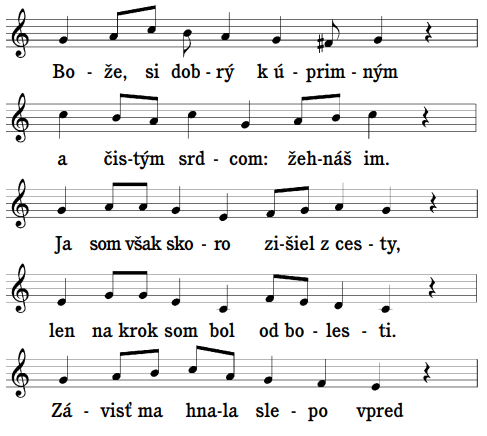 Bo - že, si dob - rý k ú - prim - ným
a čis - tým srd - com: žeh - náš im.
Ja som však sko - ro zi - šiel z ces - ty,
len na krok som bol od bo - les - ti.
Zá - visť ma hna - la sle - po vpred